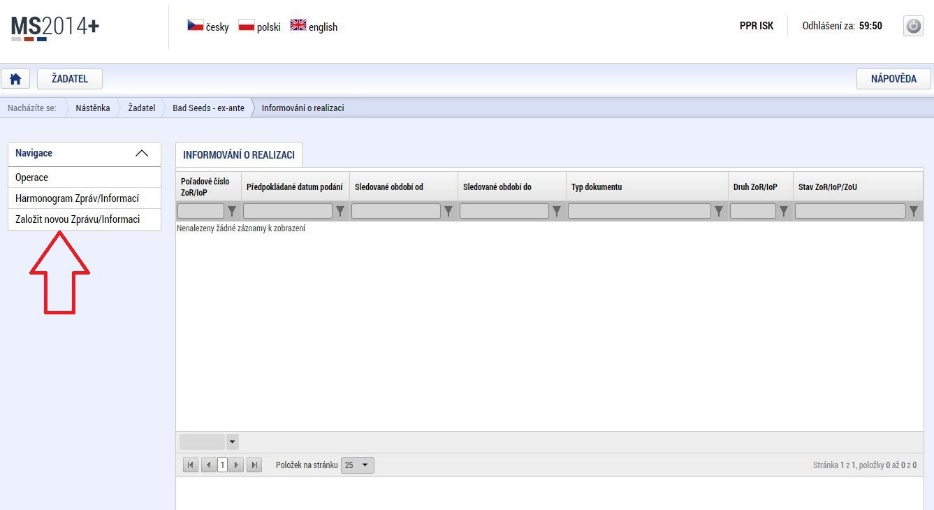 MS2014+
česky polski english
PPR ISK
Odhlášení za: 59:50
ŽADATEL
NÁPOVĚDA
Nacházíte se: Nástěnka Žadatel Bad Seeds - ex-ante Informování o realizaci
Navigace
Operace
Harmonogram Zpráv/Informací
Založit novou Zprávu/Informaci
INFORMOVÁNÍ O REALIZACI
Pořadové číslo ZoR/IoP Předpokládané datum podání Sledované období od Sledované období do Typ dokumentu Druh ZoR/IoP Stav ZoR/IoP/ZoU
Nenalezeny žádné záznamy k zobrazení
1 Položek na stránku 25 Stránka 1 z 1, položky 0 až 0 z 0